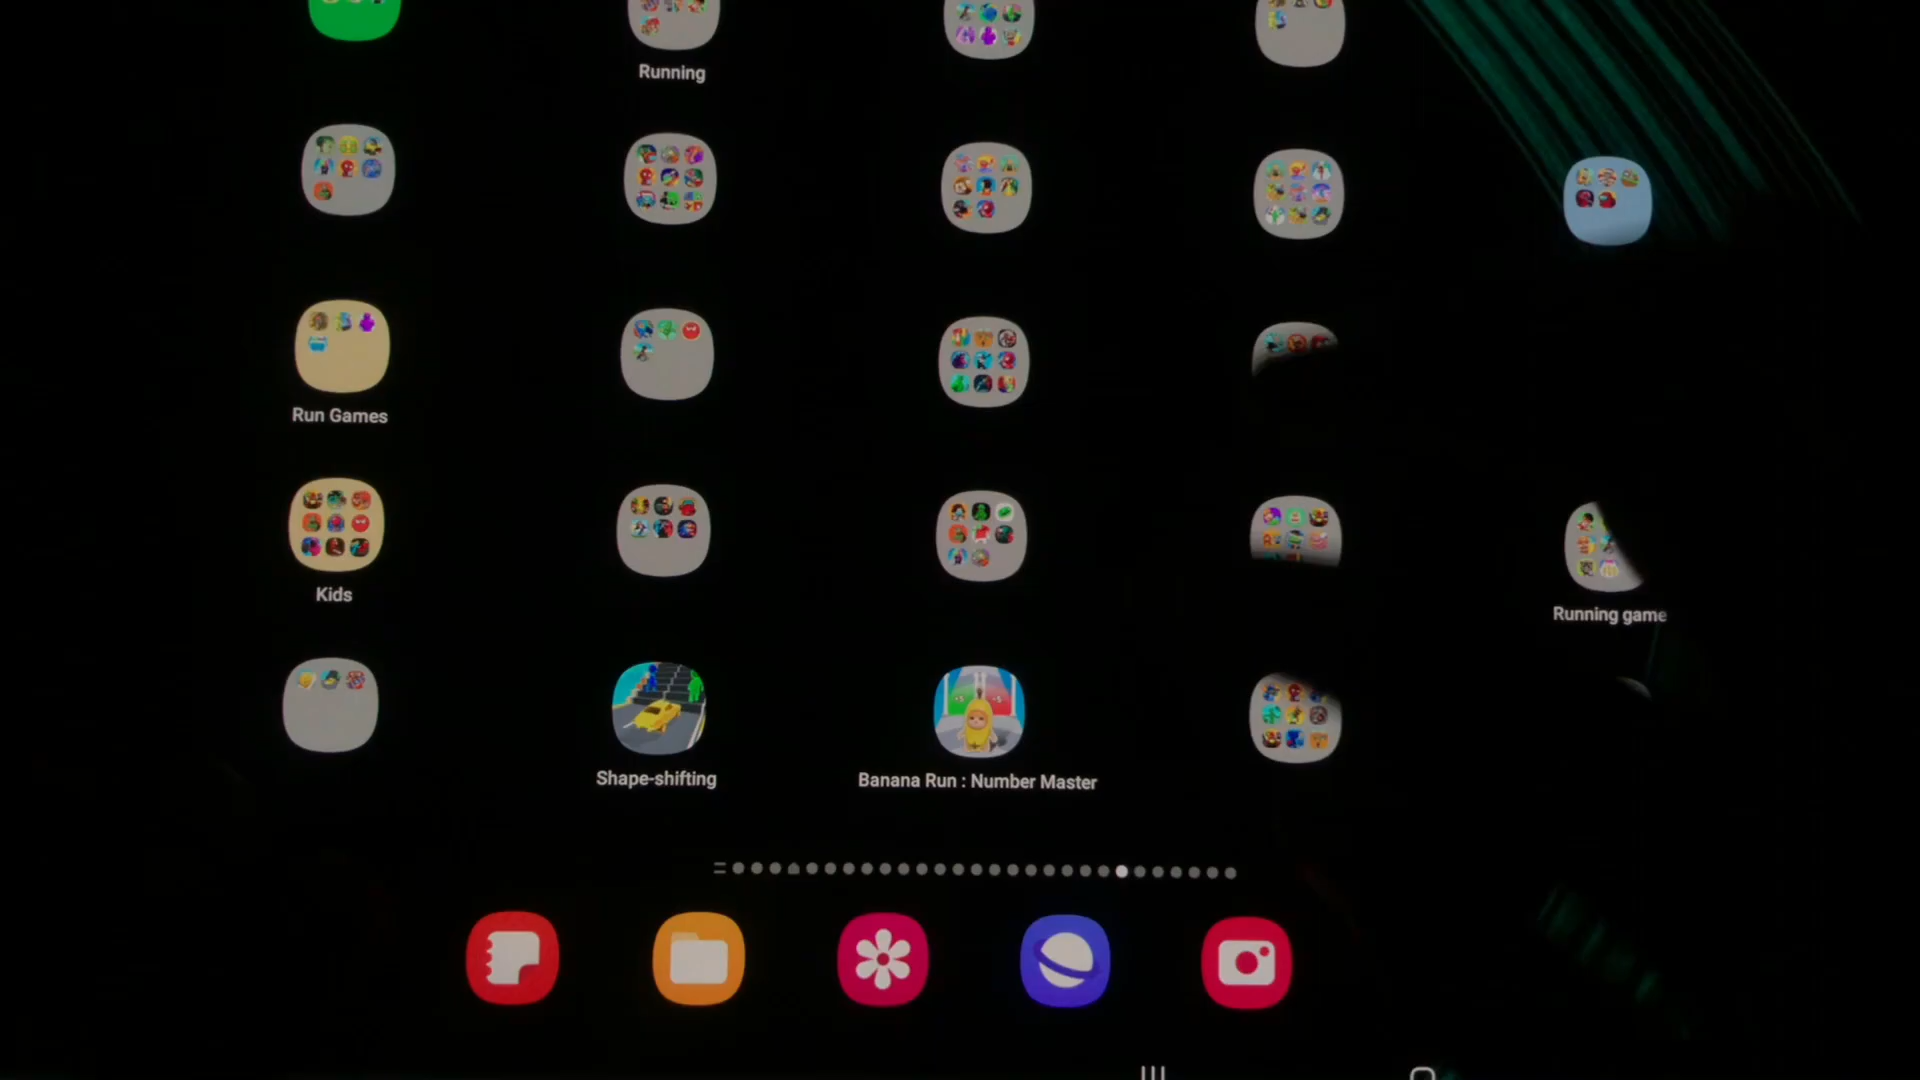 Running
Run Games
Kids
Running game
Shape-shifting
Banana Run : Number Master